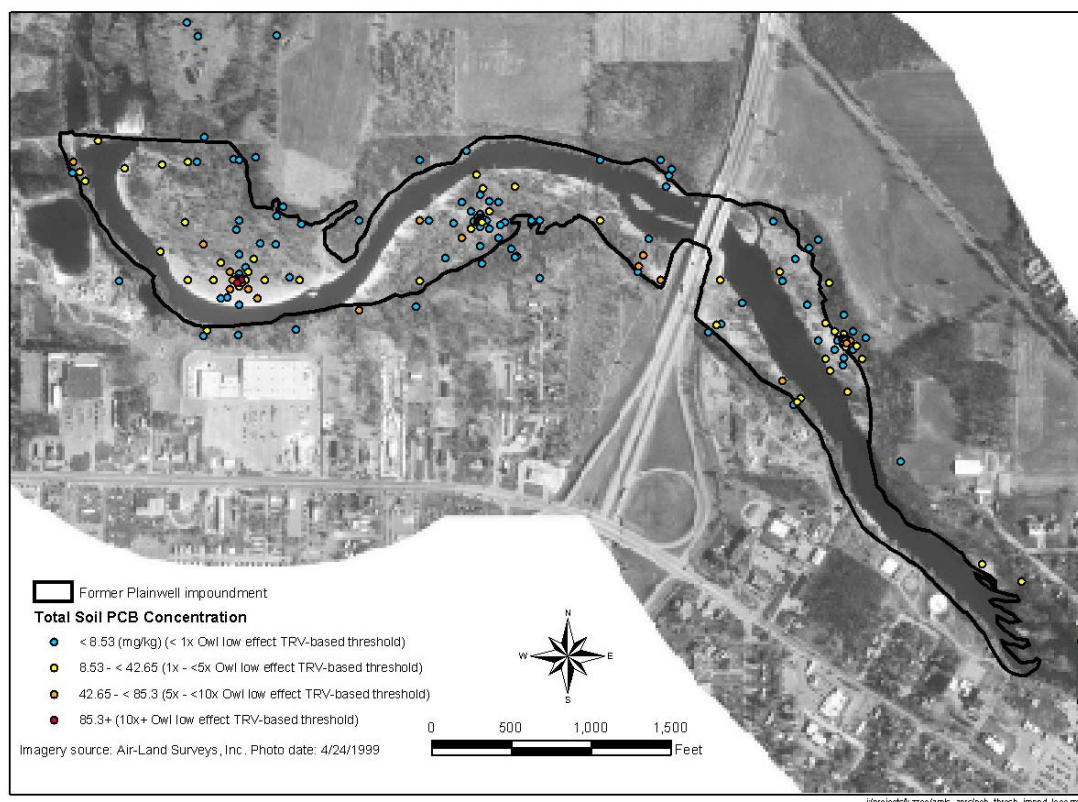 Former Plainwell impoundment
Total Soil PCB Concentration
< 8.53 (mg/kg) (< 1x Owl low effect TRV-based threshold)
8.53 - < 42.65 (1x - <5x Owl low effect TRV-based threshold)
42.65 - < 85.3 (5x - <10x Owl low effect TRV-based threshold)
85.3+ (10x+ Owl low effect TRV-based threshold)
Imagery source: Air-Land Surveys, Inc. Photo date: 4/24/1999
N
W E
S
0 500 1,000 1,500
Feet